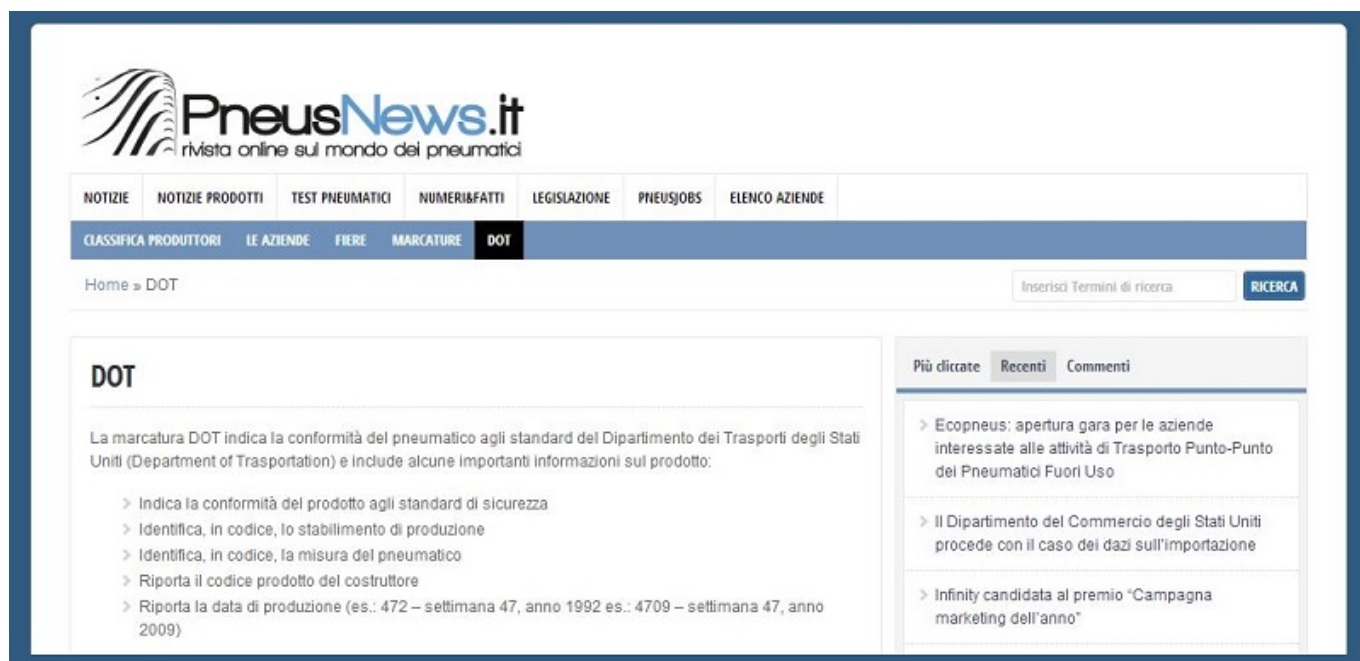 PneusNews.it
rivista online sul mondo dei pneumatici
NOTIZIE NOTIZIE PRODOTTI TEST PNEUMATICI NUMERI&FATTI LEGISLAZIONE PNEUSJOBS ELENCO AZIENDE
CLASSIFICA PRODUTTORI LE AZIENDE FIERE MARCATURE DOT
Home » DOT
Inserisci Termini di ricerca RICERCA
DOT
La marcatura DOT indica la conformità del pneumatico agli standard del Dipartimento dei Trasporti degli Stati
Uniti (Department of Trasportation) e include alcune importanti informazioni sul prodotto:
Indica la conformità del prodotto agli standard di sicurezza
Identifica, in codice, lo stabilimento di produzione
Identifica, in codice, la misura del pneumatico
Riporta il codice prodotto del costruttore
Riporta la data di produzione (es.: 472 – settimana 47, anno 1992 es.: 4709 – settimana 47, anno
2009)
Più cliccate Recenti Commenti
Ecopneus: apertura gara per le aziende
interessate alle attività di Trasporto Punto-Punto
dei Pneumatici Fuori Uso
Il Dipartimento del Commercio degli Stati Uniti
procede con il caso dei dazi sull'importazione
Infinity candidata al premio “Campagna
marketing dell'anno”